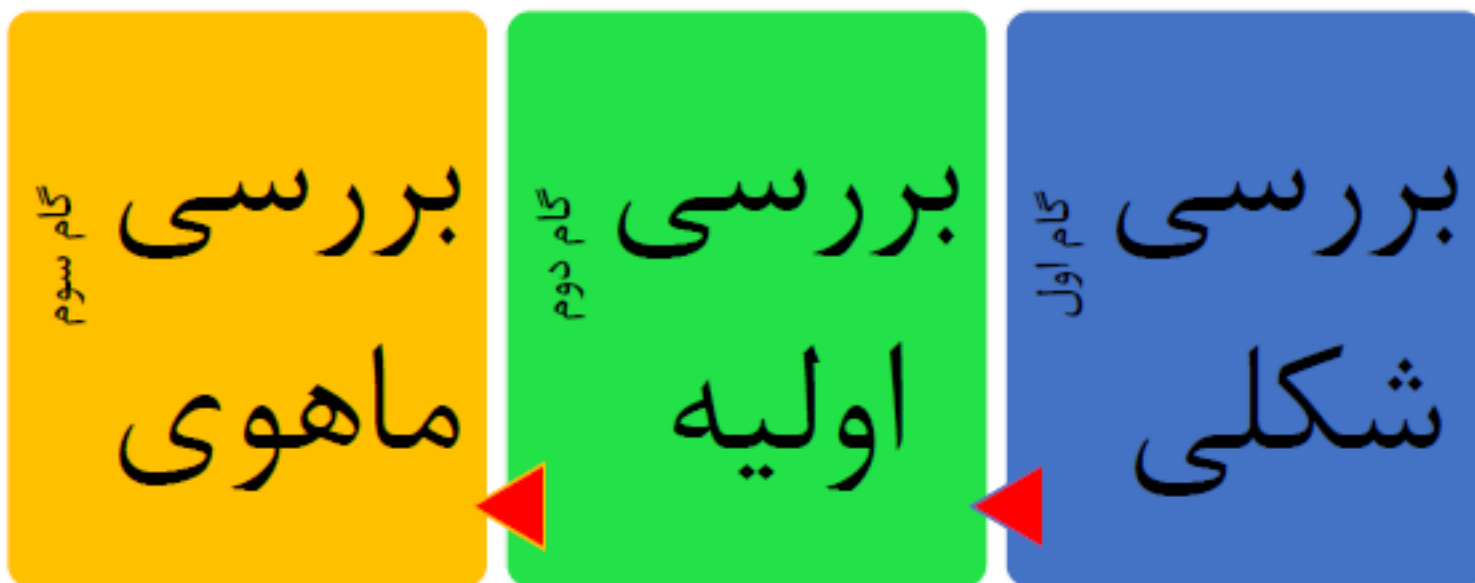 گام اول
بررسی
شکلی
گام دوم
بررسی
اولیه
گام سوم
بررسی
ماهوی